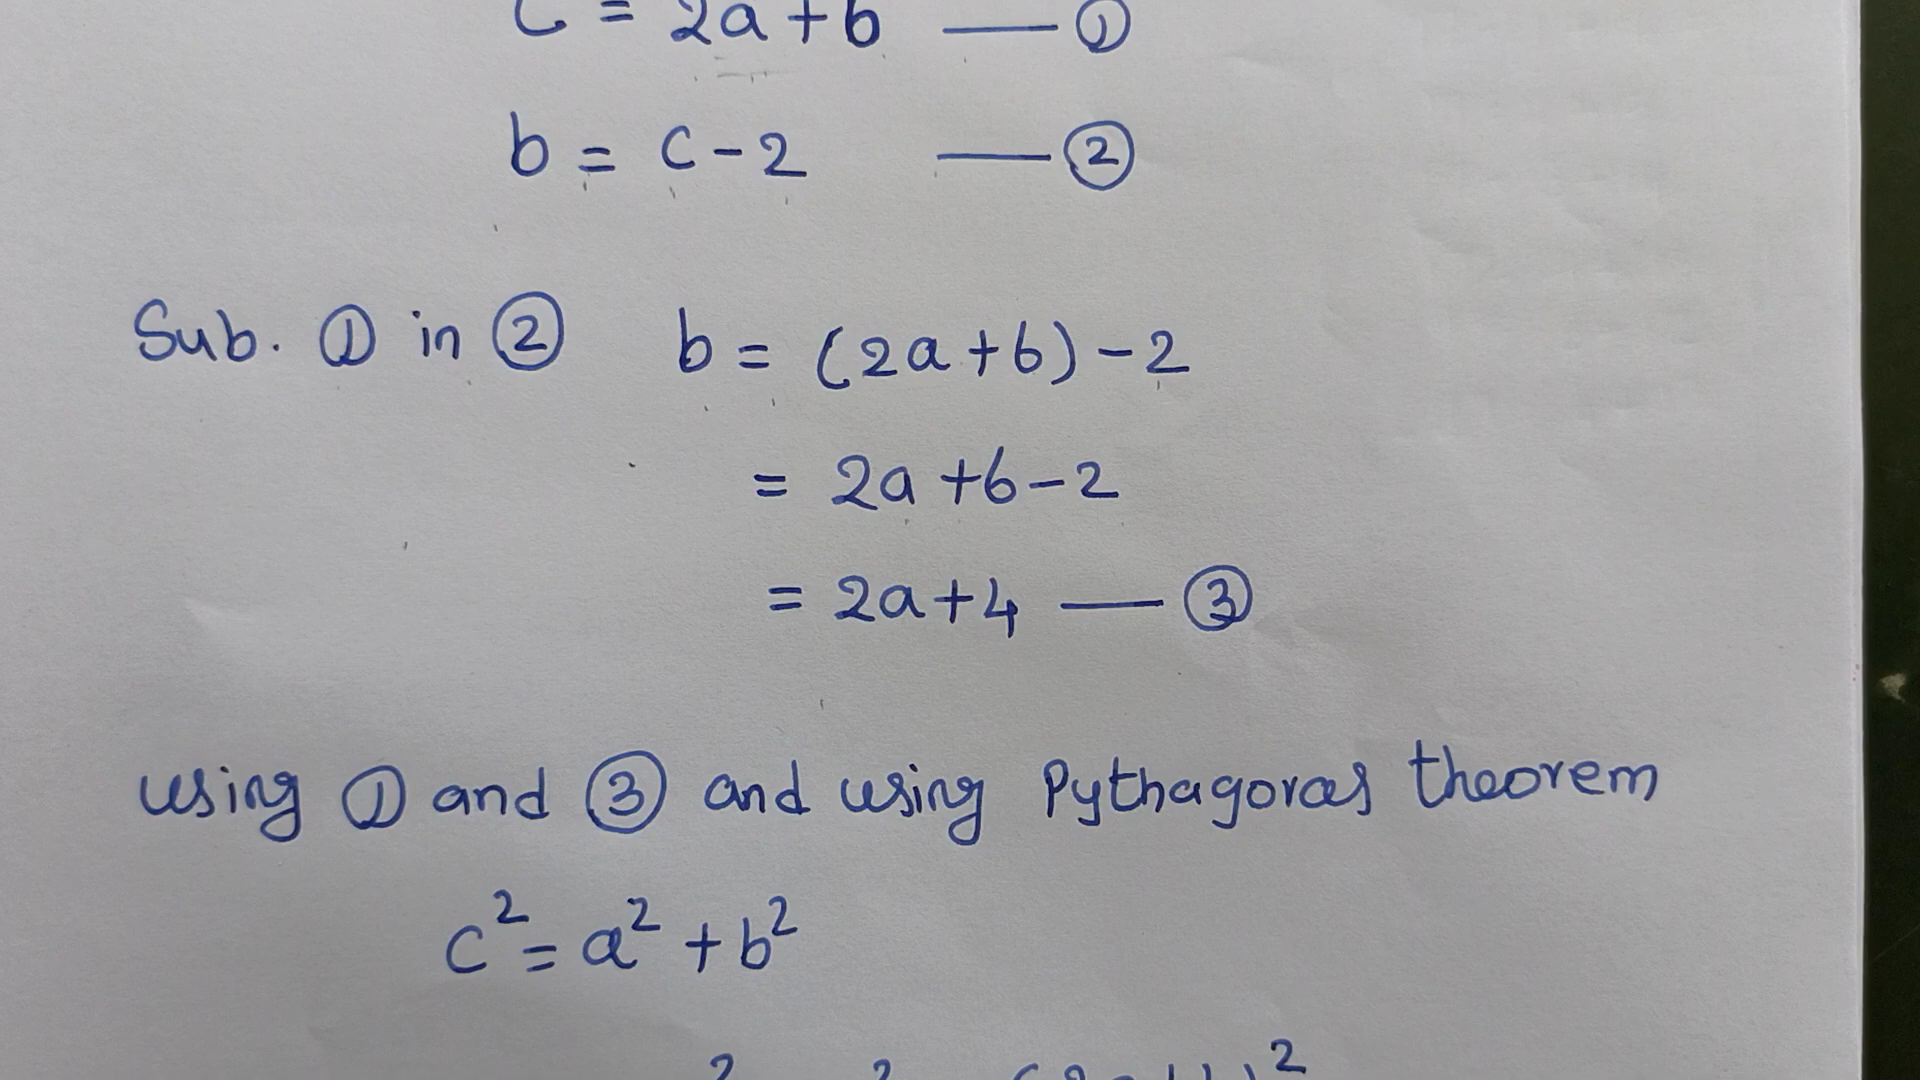 c = 2a + 6 — ①
b = c - 2 — ②
Sub. ① in ② b = (2a + 6) - 2
= 2a + 6 - 2
= 2a + 4 — ③
using ① and ③ and using Pythagoras theorem
c² = a² + b²